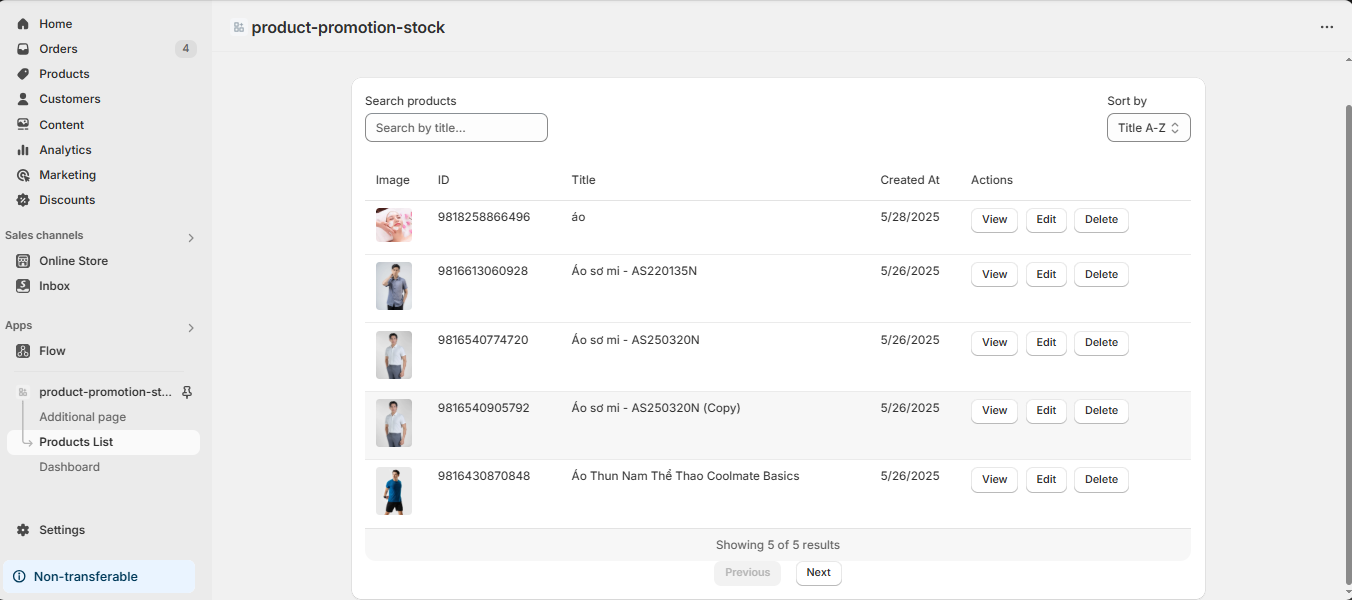 Home
Orders 4
Products
Customers
Content
Analytics
Marketing
Discounts
Sales channels
Online Store
Inbox
Apps
Flow
product-promotion-st...
Additional page
Products List
Dashboard
Settings
Non-transferable
product-promotion-stock
Search products
Search by title...
Sort by
Title A-Z
Image ID Title Created At Actions
9818258866496 áo 5/28/2025 View Edit Delete
9816613060928 Áo sơ mi - AS220135N 5/26/2025 View Edit Delete
9816540774720 Áo sơ mi - AS250320N 5/26/2025 View Edit Delete
9816540905792 Áo sơ mi - AS250320N (Copy) 5/26/2025 View Edit Delete
9816430870848 Áo Thun Nam Thể Thao Coolmate Basics 5/26/2025 View Edit Delete
Showing 5 of 5 results
Previous Next